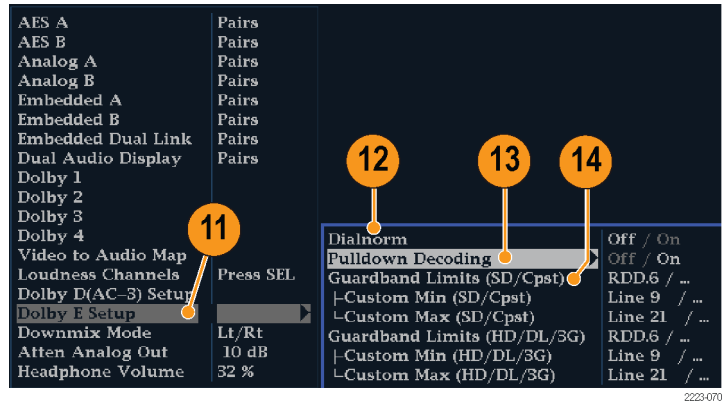 AES A Pairs
AES B Pairs
Analog A Pairs
Analog B Pairs
Embedded A Pairs
Embedded B Pairs
Embedded Dual Link Pairs
Dual Audio Display Pairs
Dolby 1
Dolby 2
Dolby 3
Dolby 4
Video to Audio Map
Loudness Channels Press SEL
Dolby D(AC-3) Setup
Dolby E Setup
Downmix Mode Lt/Rt
Atten Analog Out 10 dB
Headphone Volume 32 %
11
12
13
14
Dialnorm Off / On
Pulldown Decoding Off / On
Guardband Limits (SD/Cpst) RDD.6 / ...
├Custom Min (SD/Cpst) Line 9 / ...
└Custom Max (SD/Cpst) Line 21 / ...
Guardband Limits (HD/DL/3G) RDD.6 / ...
├Custom Min (HD/DL/3G) Line 9 / ...
└Custom Max (HD/DL/3G) Line 21 / ...
2223-070